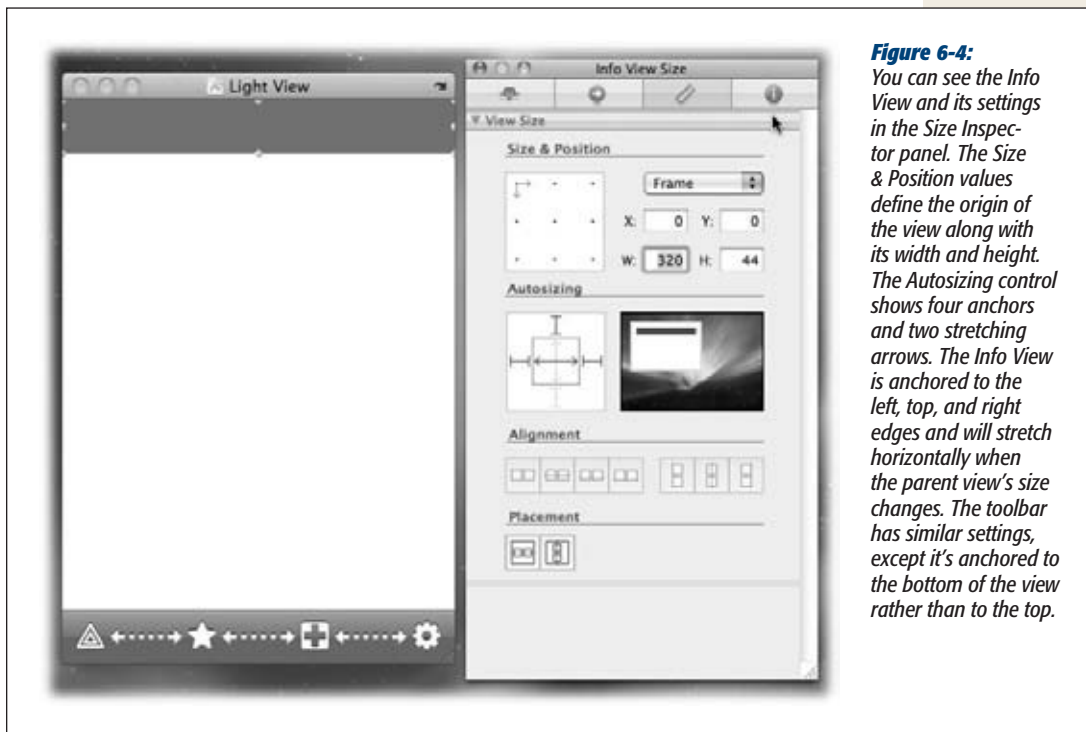 Light View
Info View Size
View Size
Size & Position
Frame
X: 0 Y: 0
W: 320 H: 44
Autosizing
Alignment
Placement
Figure 6-4:
You can see the Info
View and its settings
in the Size Inspec-
tor panel. The Size
& Position values
define the origin of
the view along with
its width and height.
The Autosizing control
shows four anchors
and two stretching
arrows. The Info View
is anchored to the
left, top, and right
edges and will stretch
horizontally when
the parent view's size
changes. The toolbar
has similar settings,
except it's anchored to
the bottom of the view
rather than to the top.